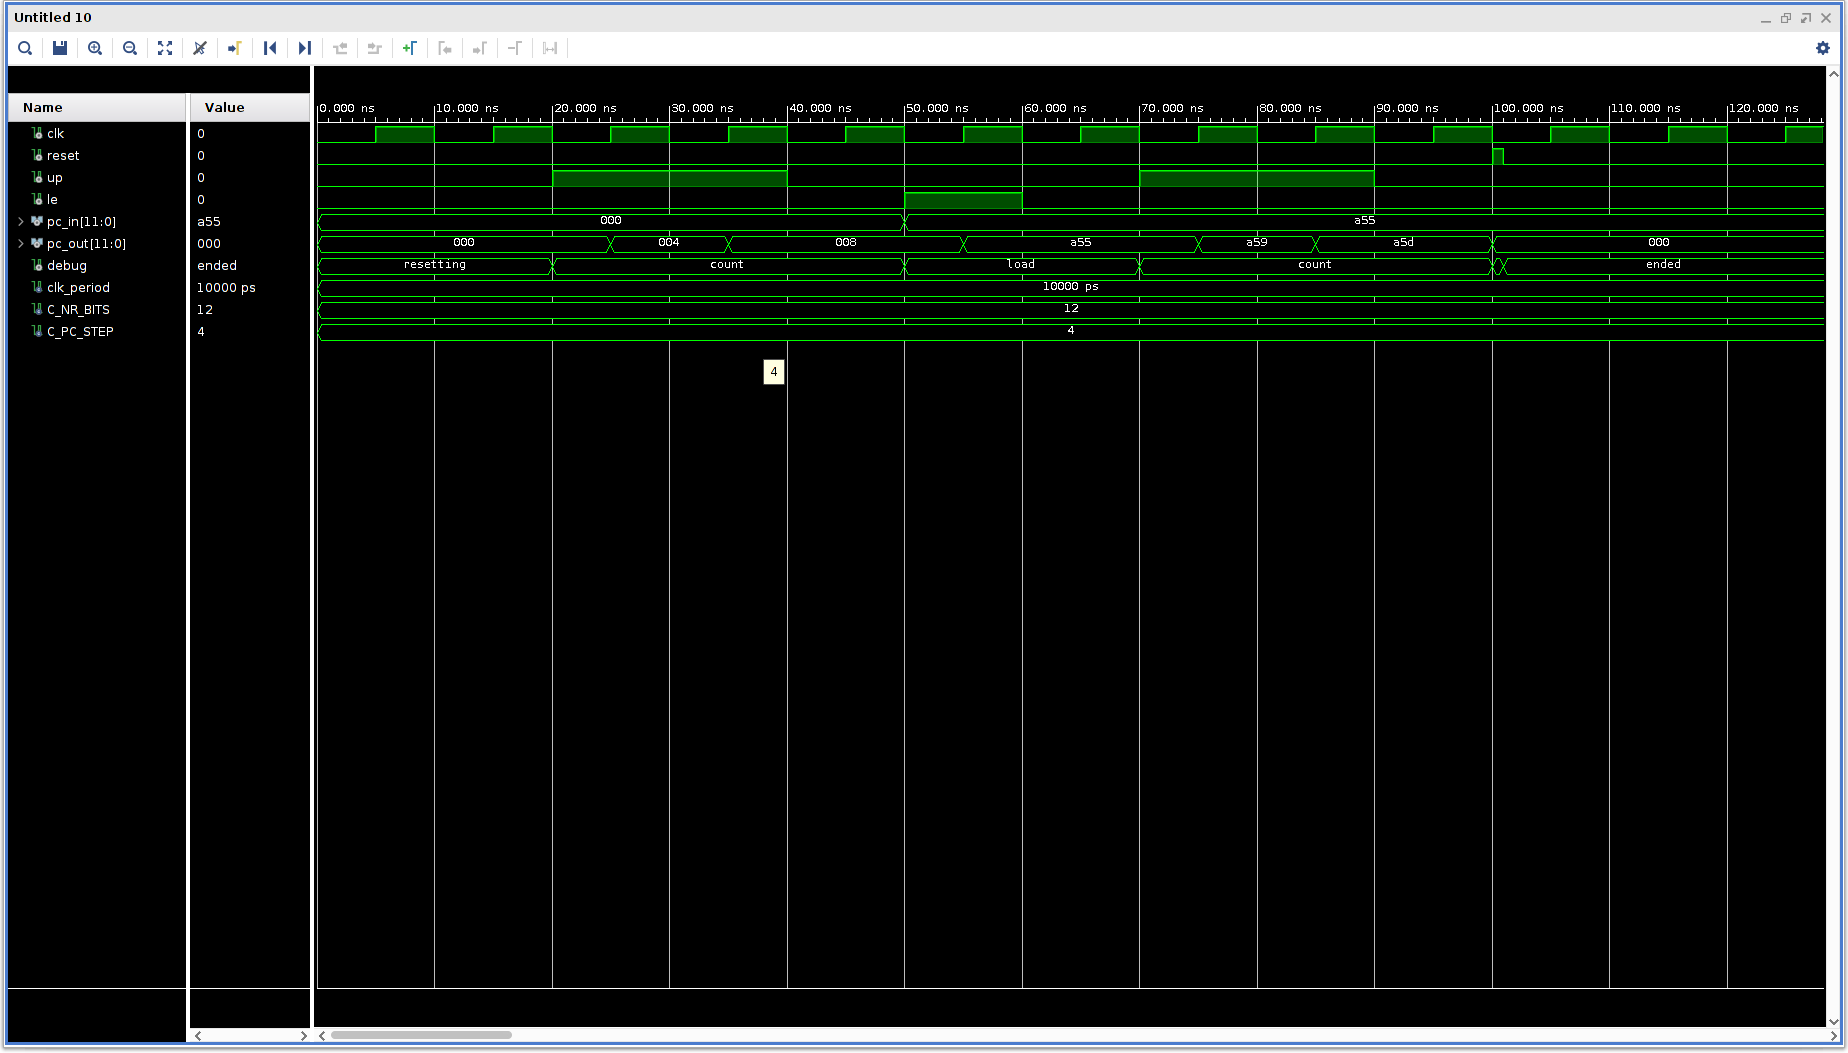 Untitled 10
Name Value
0.000 ns 10.000 ns 20.000 ns 30.000 ns 40.000 ns 50.000 ns 60.000 ns 70.000 ns 80.000 ns 90.000 ns 100.000 ns 110.000 ns 120.000 ns
clk 0
reset 0
up 0
le 0
pc_in[11:0] a55 000 a55
pc_out[11:0] 000 000 004 008 a55 a59 a5d 000
debug ended resetting count load count ended
clk_period 10000 ps 10000 ps
C_NR_BITS 12 12
C_PC_STEP 4 4
4